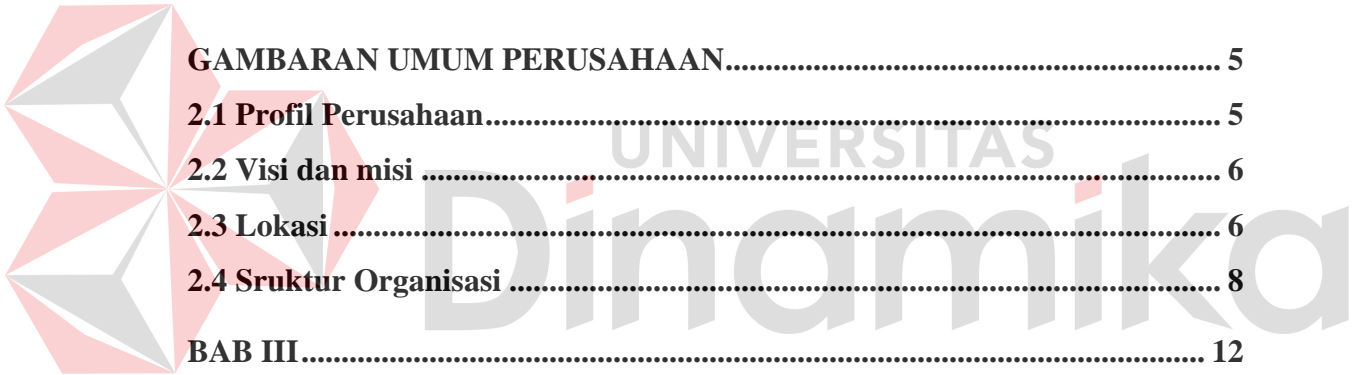 GAMBARAN UMUM PERUSAHAAN.......................................................................... 5
2.1 Profil Perusahaan.............................................................................................. 5
UNIVERSITAS
2.2 Visi dan misi ...................................................................................................... 6
Dinamika
2.3 Lokasi ................................................................................................................. 6
2.4 Sruktur Organisasi ........................................................................................... 8
BAB III..................................................................................................................... 12